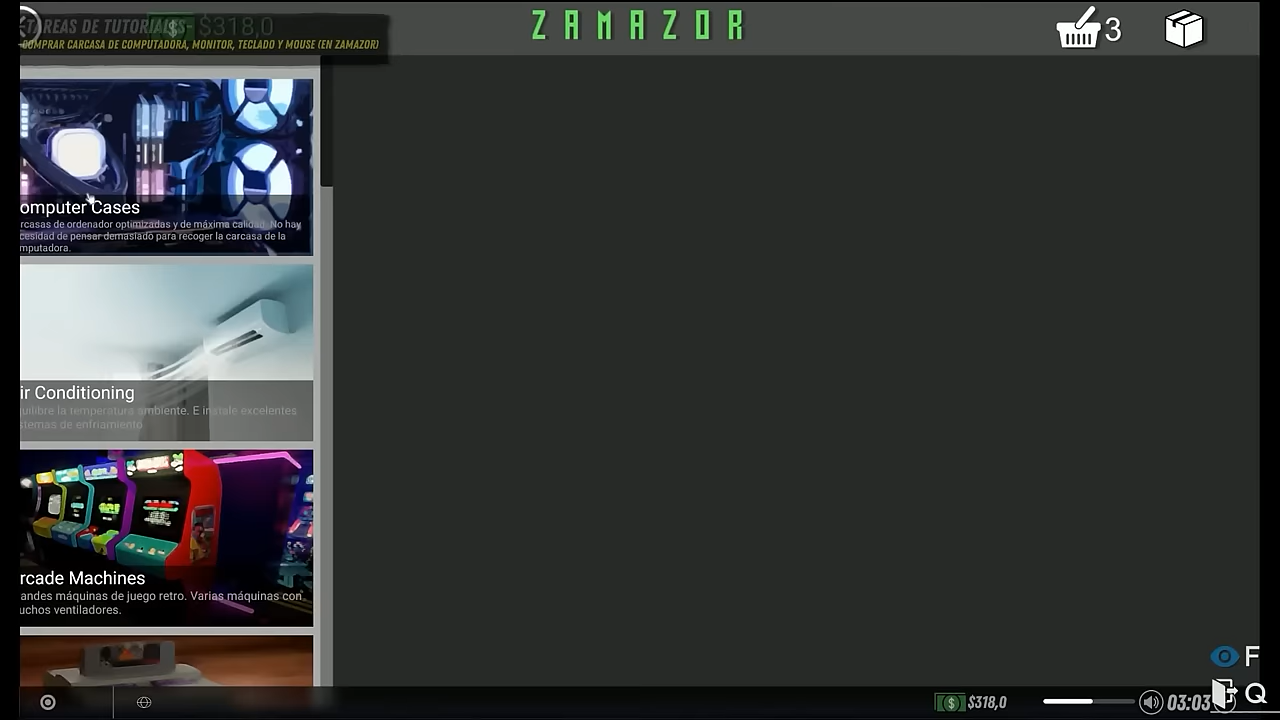 TAREAS DE TUTORIALES
$318,0
COMPRAR CARCASA DE COMPUTADORA, MONITOR, TECLADO Y MOUSE (EN ZAMAZOR)
ZAMAZOR
3
omputer Cases
rcasas de ordenador optimizadas y de máxima calidad. No hay
cesidad de pensar demasiado para recoger la carcasa de la
mputadora.
ir Conditioning
uilibre la temperatura ambiente. E instale excelentes
stemas de enfriamiento
rcade Machines
andes máquinas de juego retro. Varias máquinas con
uchos ventiladores.
F
$318,0
03:03
Q